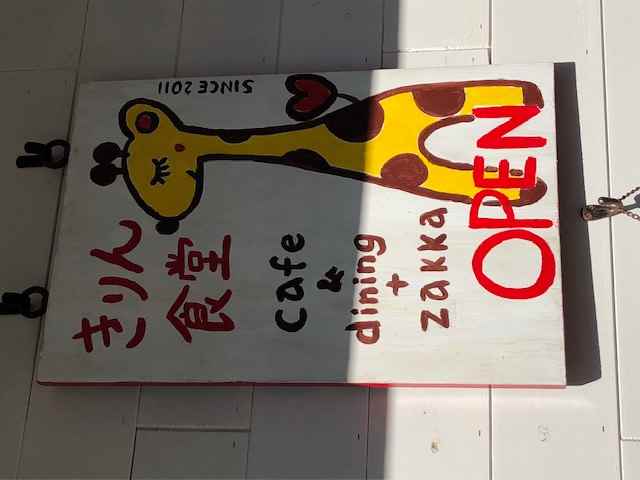 きりん
食堂
cafe
&
dining
+
zakka
OPEN
SINCE 2011